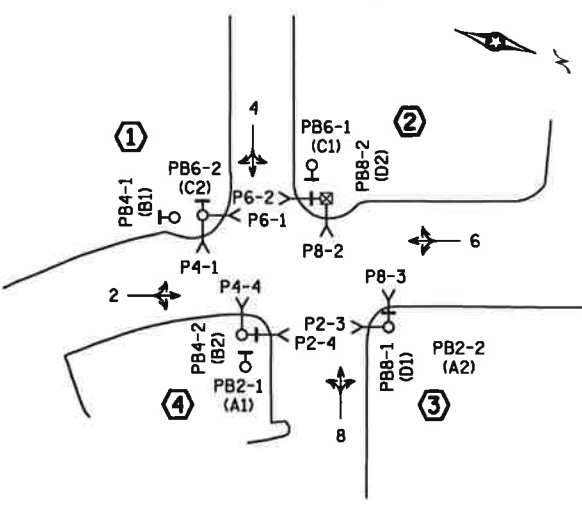 N
1
4
2
PB6-1
(C1)
PB8-2
(D2)
PB6-2
(C2)
PB4-1
(B1)
P6-2
P6-1
P4-1
P8-2
6
2
P4-4
P8-3
P2-3
P2-4
PB4-2
(B2)
PB2-1
(A1)
PB8-1
(D1)
PB2-2
(A2)
4
3
8